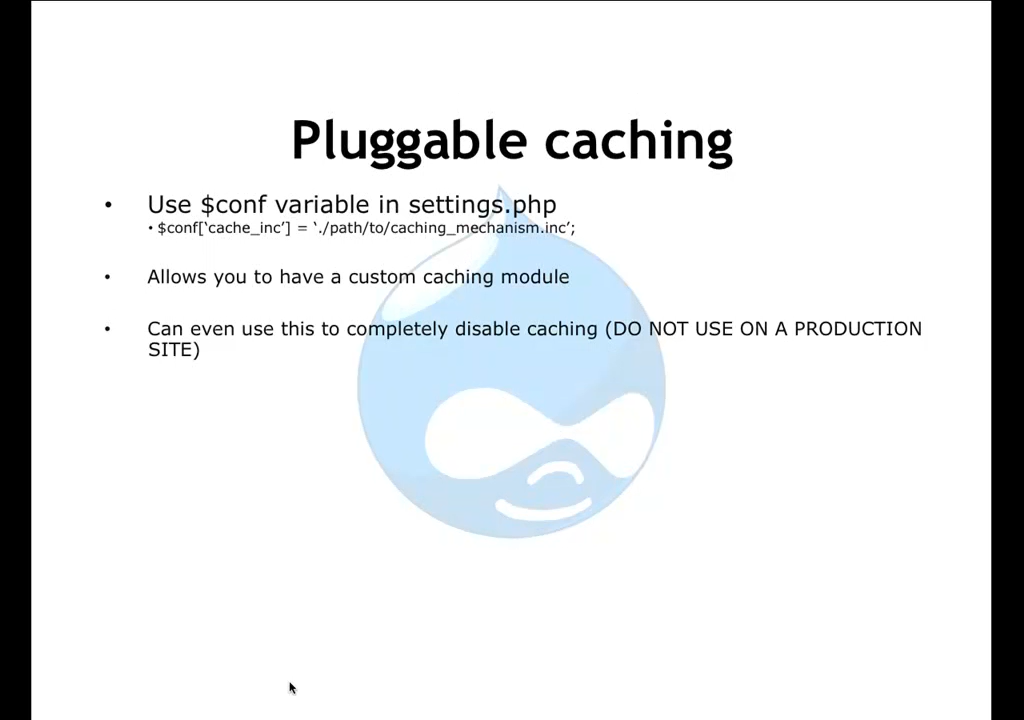 Pluggable caching
• Use $conf variable in settings.php
• $conf[‘cache_inc’] = ‘./path/to/caching_mechanism.inc’;
• Allows you to have a custom caching module
• Can even use this to completely disable caching (DO NOT USE ON A PRODUCTION
SITE)